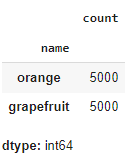 count
name
orange 5000
grapefruit 5000
dtype: int64